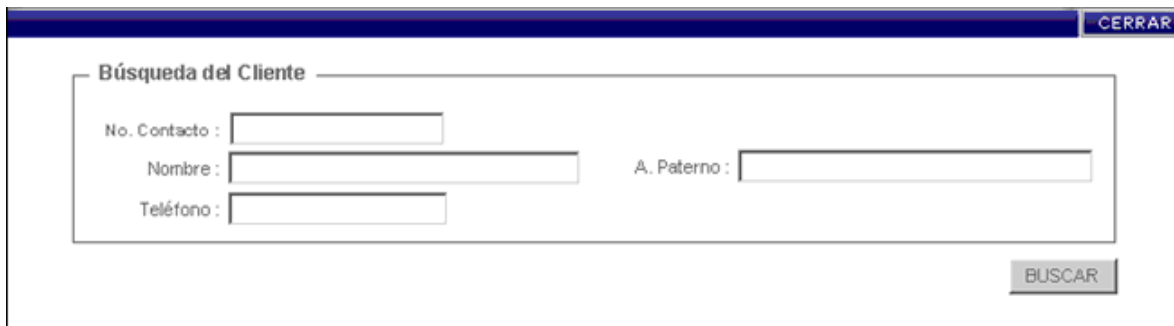 CERRAR
Búsqueda del Cliente
No. Contacto :
Nombre : A. Paterno :
Teléfono :
BUSCAR